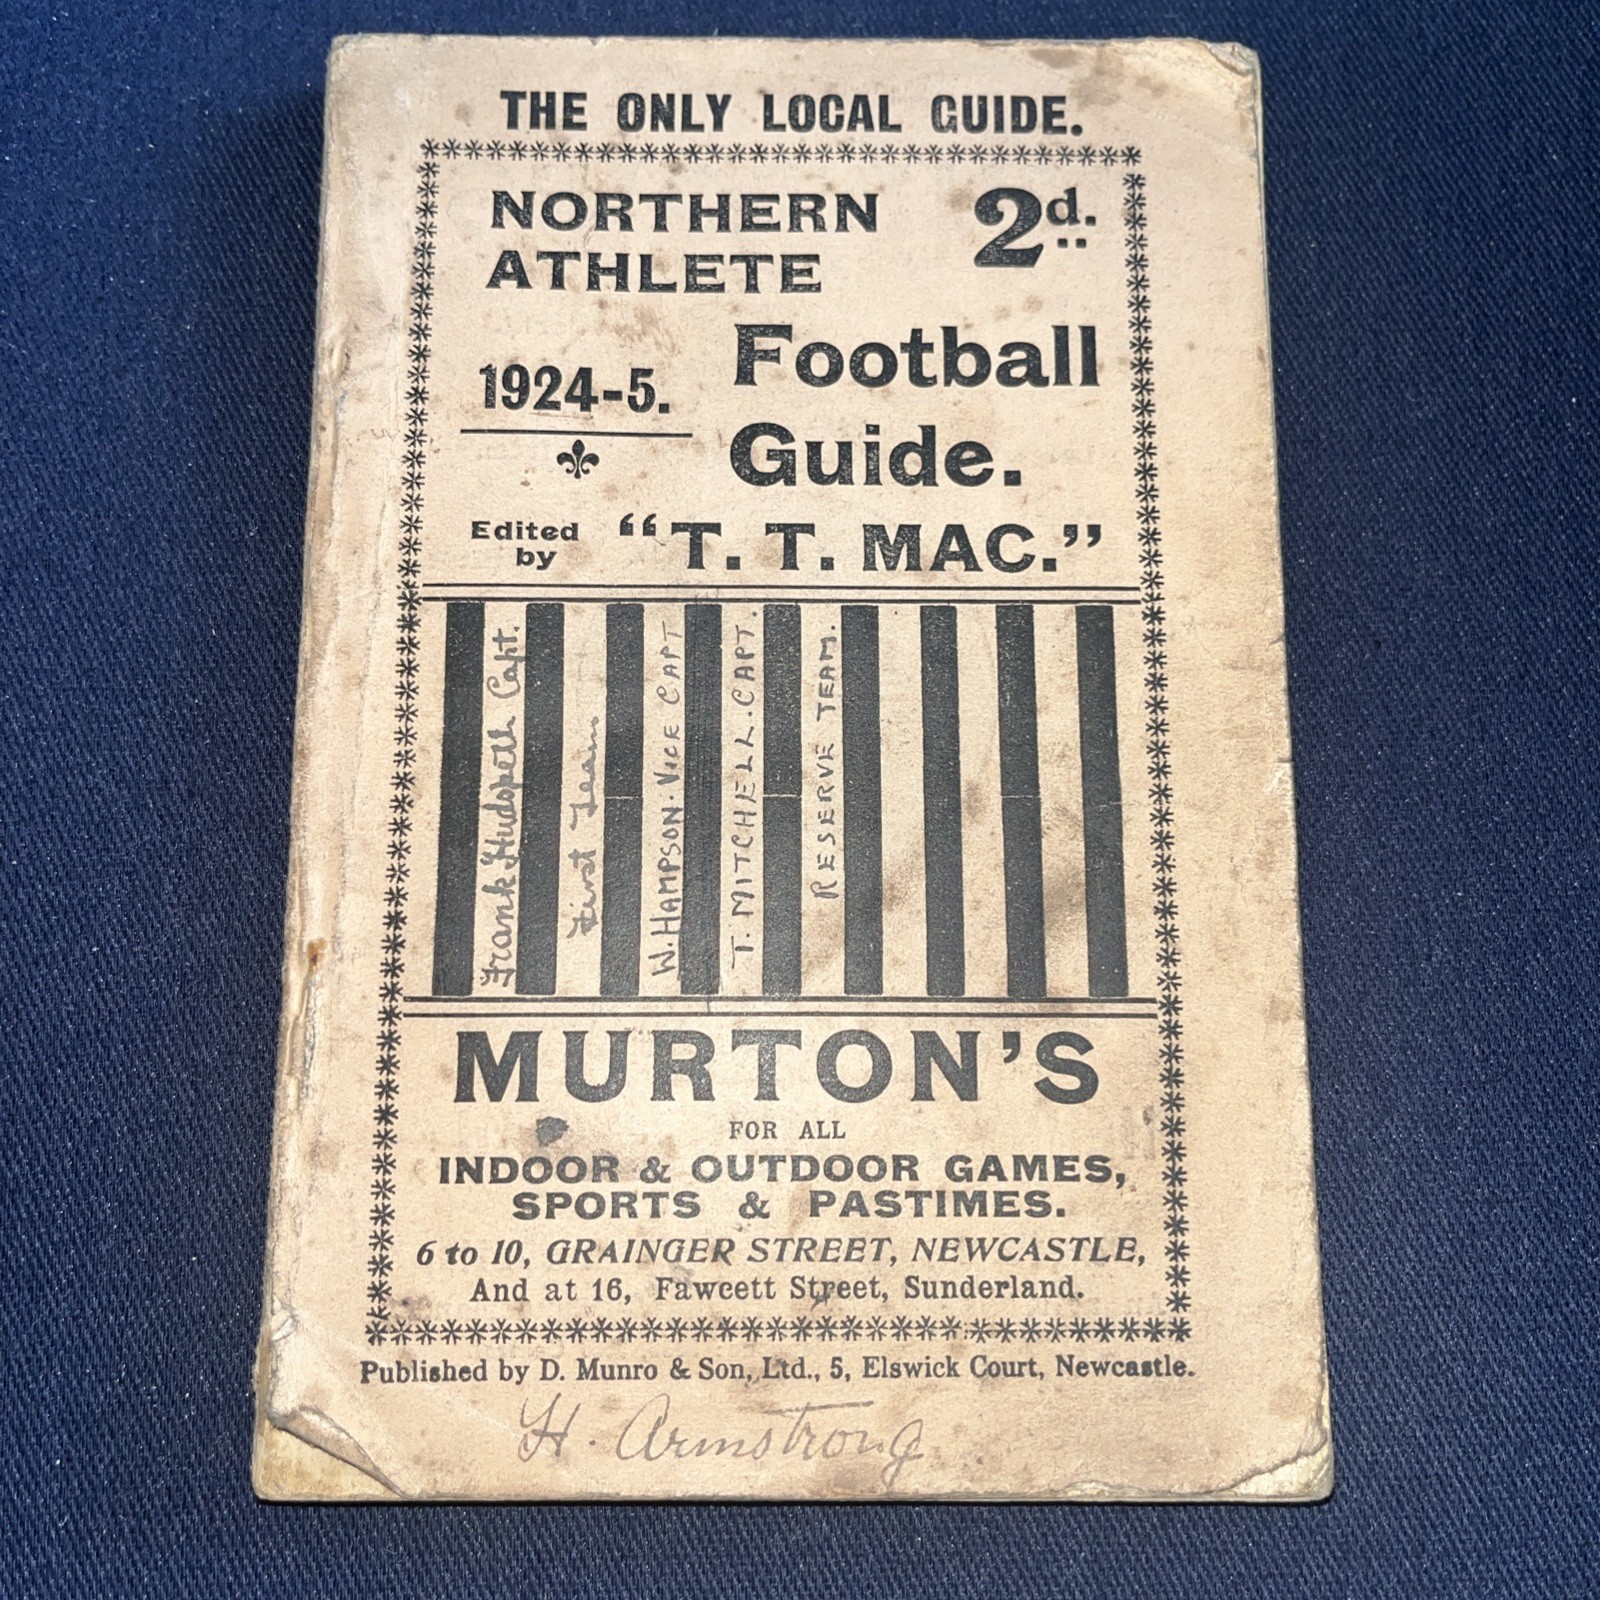 THE ONLY LOCAL GUIDE.
NORTHERN
ATHLETE
2d.
1924-5.
Football
Guide.
Edited
by
"T. T. MAC."
Frank Hudspeth Capt.
First Team
W. HAMPSON. VICE CAPT
T. MITCHELL. CAPT.
RESERVE TEAM.
MURTON'S
FOR ALL
INDOOR & OUTDOOR GAMES,
SPORTS & PASTIMES.
6 to 10, GRAINGER STREET, NEWCASTLE,
And at 16, Fawcett Street, Sunderland.
Published by D. Munro & Son, Ltd., 5, Elswick Court, Newcastle.
H. Armstrong